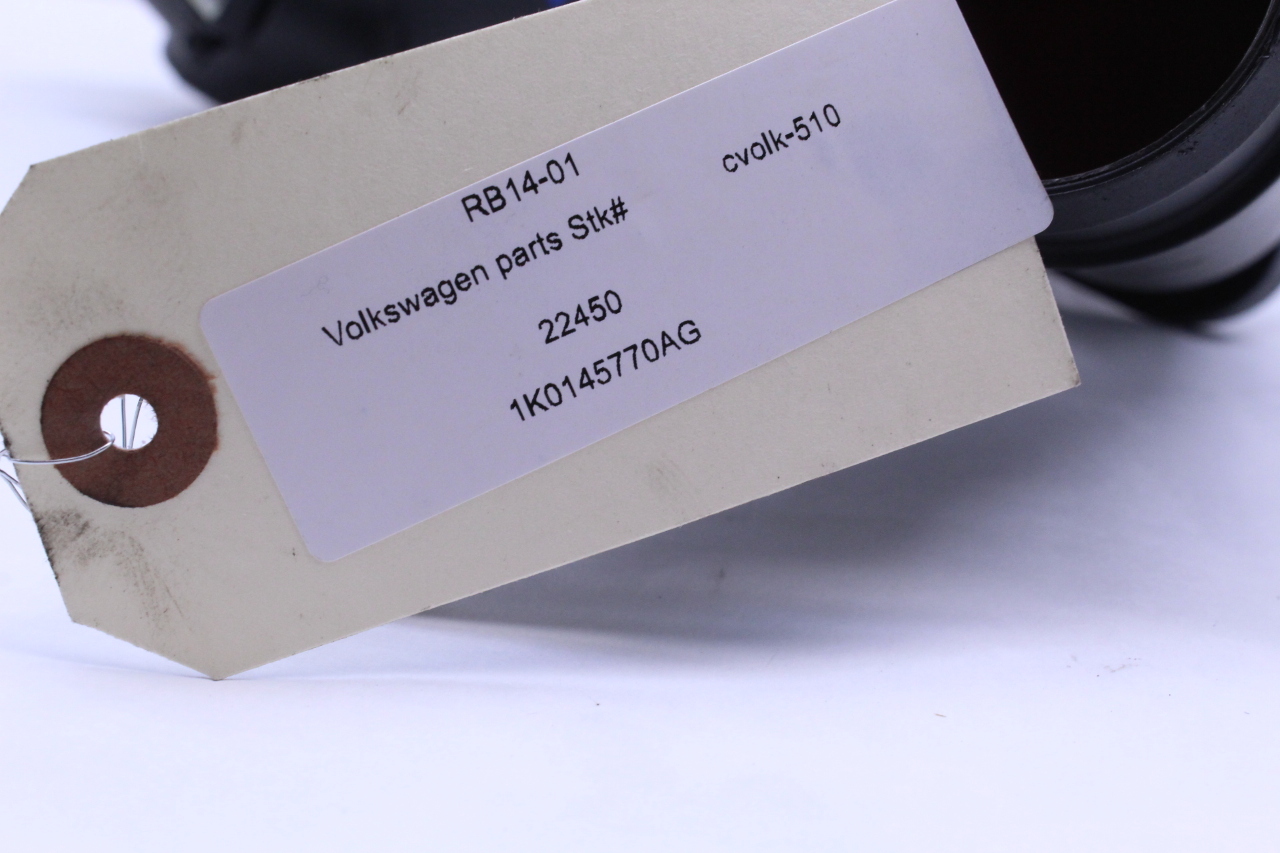 RB14-01 cvolk-510
Volkswagen parts Stk#
22450
1K0145770AG